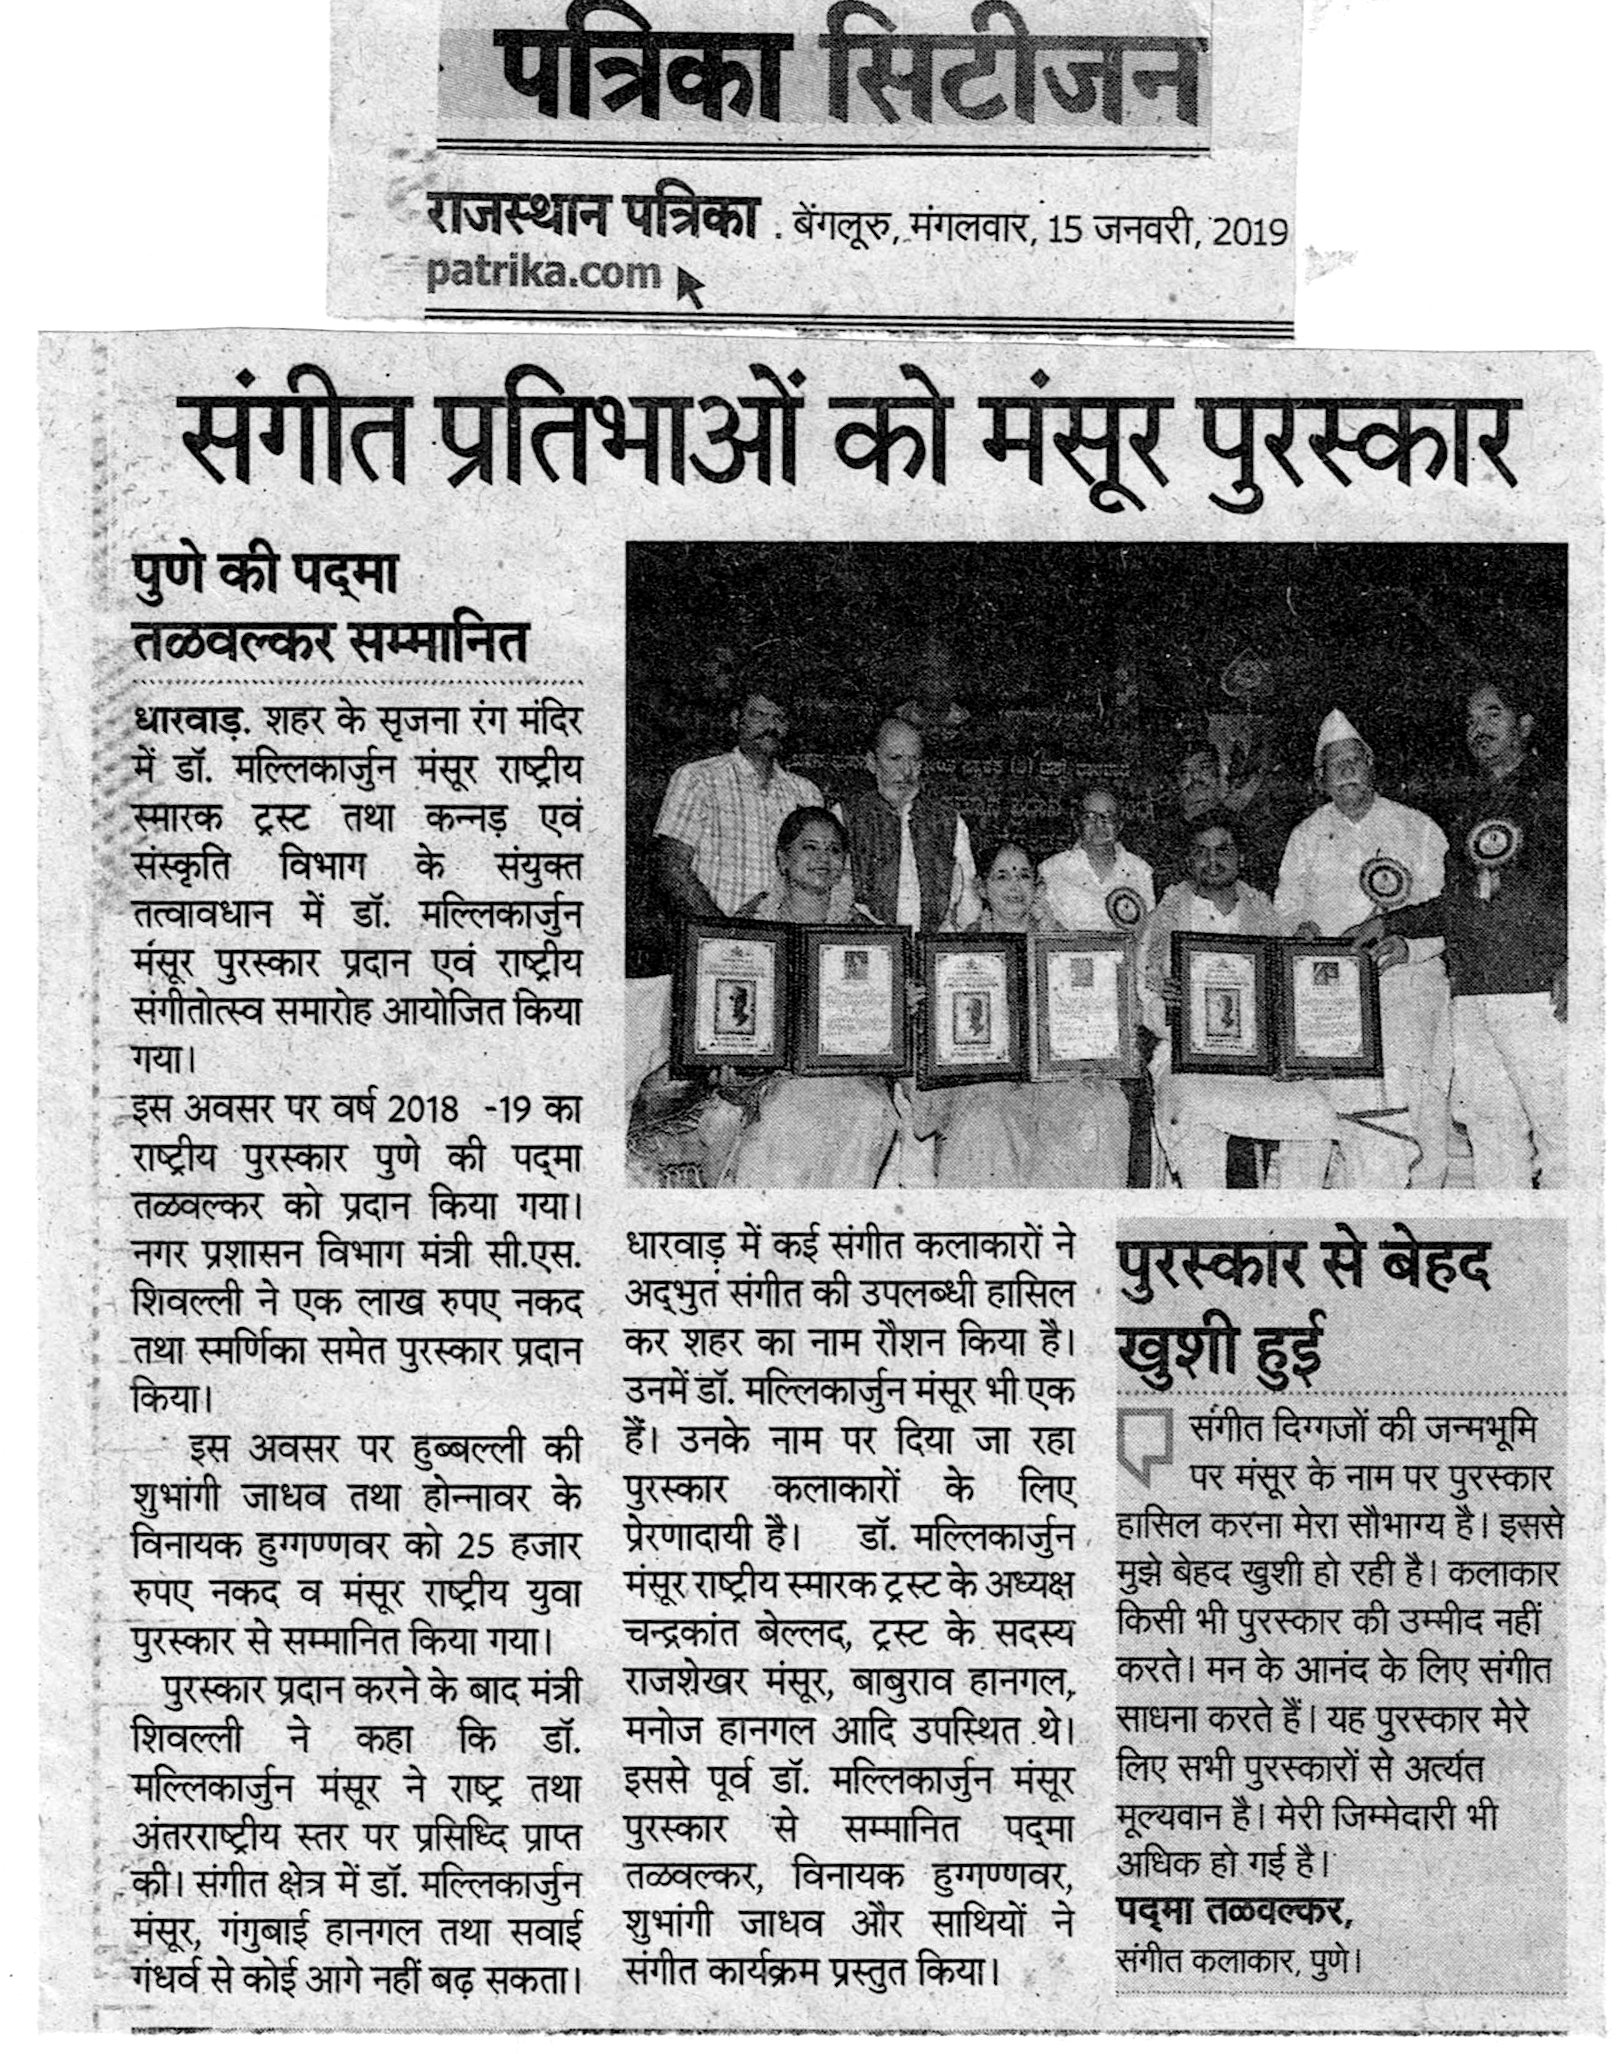 पत्रिका सिटीजन
राजस्थान पत्रिका . बेंगलूरु, मंगलवार, 15 जनवरी, 2019
patrika.com
संगीत प्रतिभाओं को मंसूर पुरस्कार
पुणे की पद्‌मा
तळवल्कर सम्मानित
धारवाड़. शहर के सृजना रंग मंदिर
में डॉ. मल्लिकार्जुन मंसूर राष्ट्रीय
स्मारक ट्रस्ट तथा कन्नड़ एवं
संस्कृति विभाग के संयुक्त
तत्वावधान में डॉ. मल्लिकार्जुन
मंसूर पुरस्कार प्रदान एवं राष्ट्रीय
संगीतोत्स्व समारोह आयोजित किया
गया।
इस अवसर पर वर्ष 2018 -19 का
राष्ट्रीय पुरस्कार पुणे की पद्‌मा
तळवल्कर को प्रदान किया गया।
नगर प्रशासन विभाग मंत्री सी.एस.
शिवल्ली ने एक लाख रुपए नकद
तथा स्मर्णिका समेत पुरस्कार प्रदान
किया।
इस अवसर पर हुब्बल्ली की
शुभांगी जाधव तथा होन्नावर के
विनायक हुग्गण्णवर को 25 हजार
रुपए नकद व मंसूर राष्ट्रीय युवा
पुरस्कार से सम्मानित किया गया।
पुरस्कार प्रदान करने के बाद मंत्री
शिवल्ली ने कहा कि डॉ.
मल्लिकार्जुन मंसूर ने राष्ट्र तथा
अंतरराष्ट्रीय स्तर पर प्रसिध्दि प्राप्त
की। संगीत क्षेत्र में डॉ. मल्लिकार्जुन
मंसूर, गंगुबाई हानगल तथा सवाई
गंधर्व से कोई आगे नहीं बढ़ सकता।
धारवाड़ में कई संगीत कलाकारों ने
अद्‌भुत संगीत की उपलब्धी हासिल
कर शहर का नाम रौशन किया है।
उनमें डॉ. मल्लिकार्जुन मंसूर भी एक
हैं। उनके नाम पर दिया जा रहा
पुरस्कार कलाकारों के लिए
प्रेरणादायी है। डॉ. मल्लिकार्जुन
मंसूर राष्ट्रीय स्मारक ट्रस्ट के अध्यक्ष
चन्द्रकांत बेल्लद, ट्रस्ट के सदस्य
राजशेखर मंसूर, बाबुराव हानगल,
मनोज हानगल आदि उपस्थित थे।
इससे पूर्व डॉ. मल्लिकार्जुन मंसूर
पुरस्कार से सम्मानित पद्‌मा
तळवल्कर, विनायक हुग्गण्णवर,
शुभांगी जाधव और साथियों ने
संगीत कार्यक्रम प्रस्तुत किया।
पुरस्कार से बेहद
खुशी हुई
संगीत दिग्गजों की जन्मभूमि
पर मंसूर के नाम पर पुरस्कार
हासिल करना मेरा सौभाग्य है। इससे
मुझे बेहद खुशी हो रही है। कलाकार
किसी भी पुरस्कार की उम्मीद नहीं
करते। मन के आनंद के लिए संगीत
साधना करते हैं। यह पुरस्कार मेरे
लिए सभी पुरस्कारों से अत्यंत
मूल्यवान है। मेरी जिम्मेदारी भी
अधिक हो गई है।
पद्‌मा तळवल्कर,
संगीत कलाकार, पुणे।